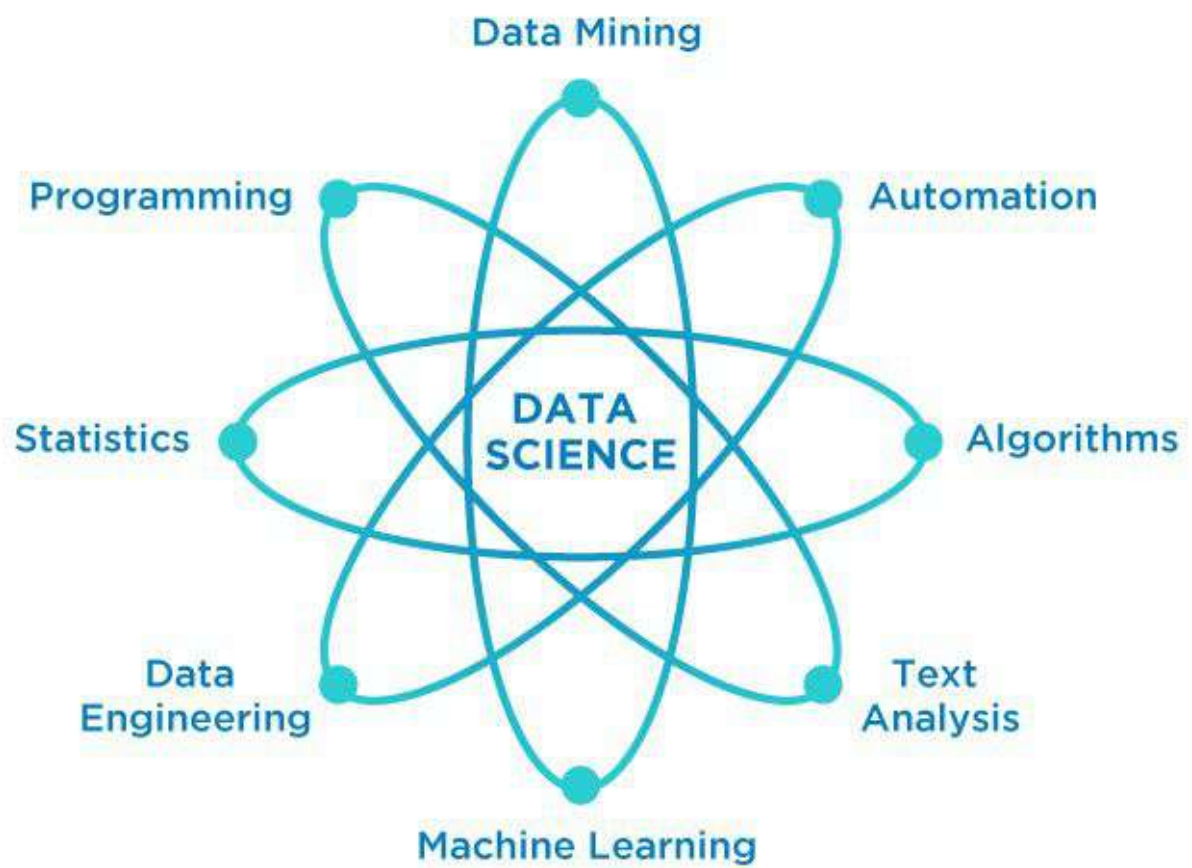 Data Mining
Programming
Automation
Statistics
DATA
SCIENCE
Algorithms
Data
Engineering
Text
Analysis
Machine Learning